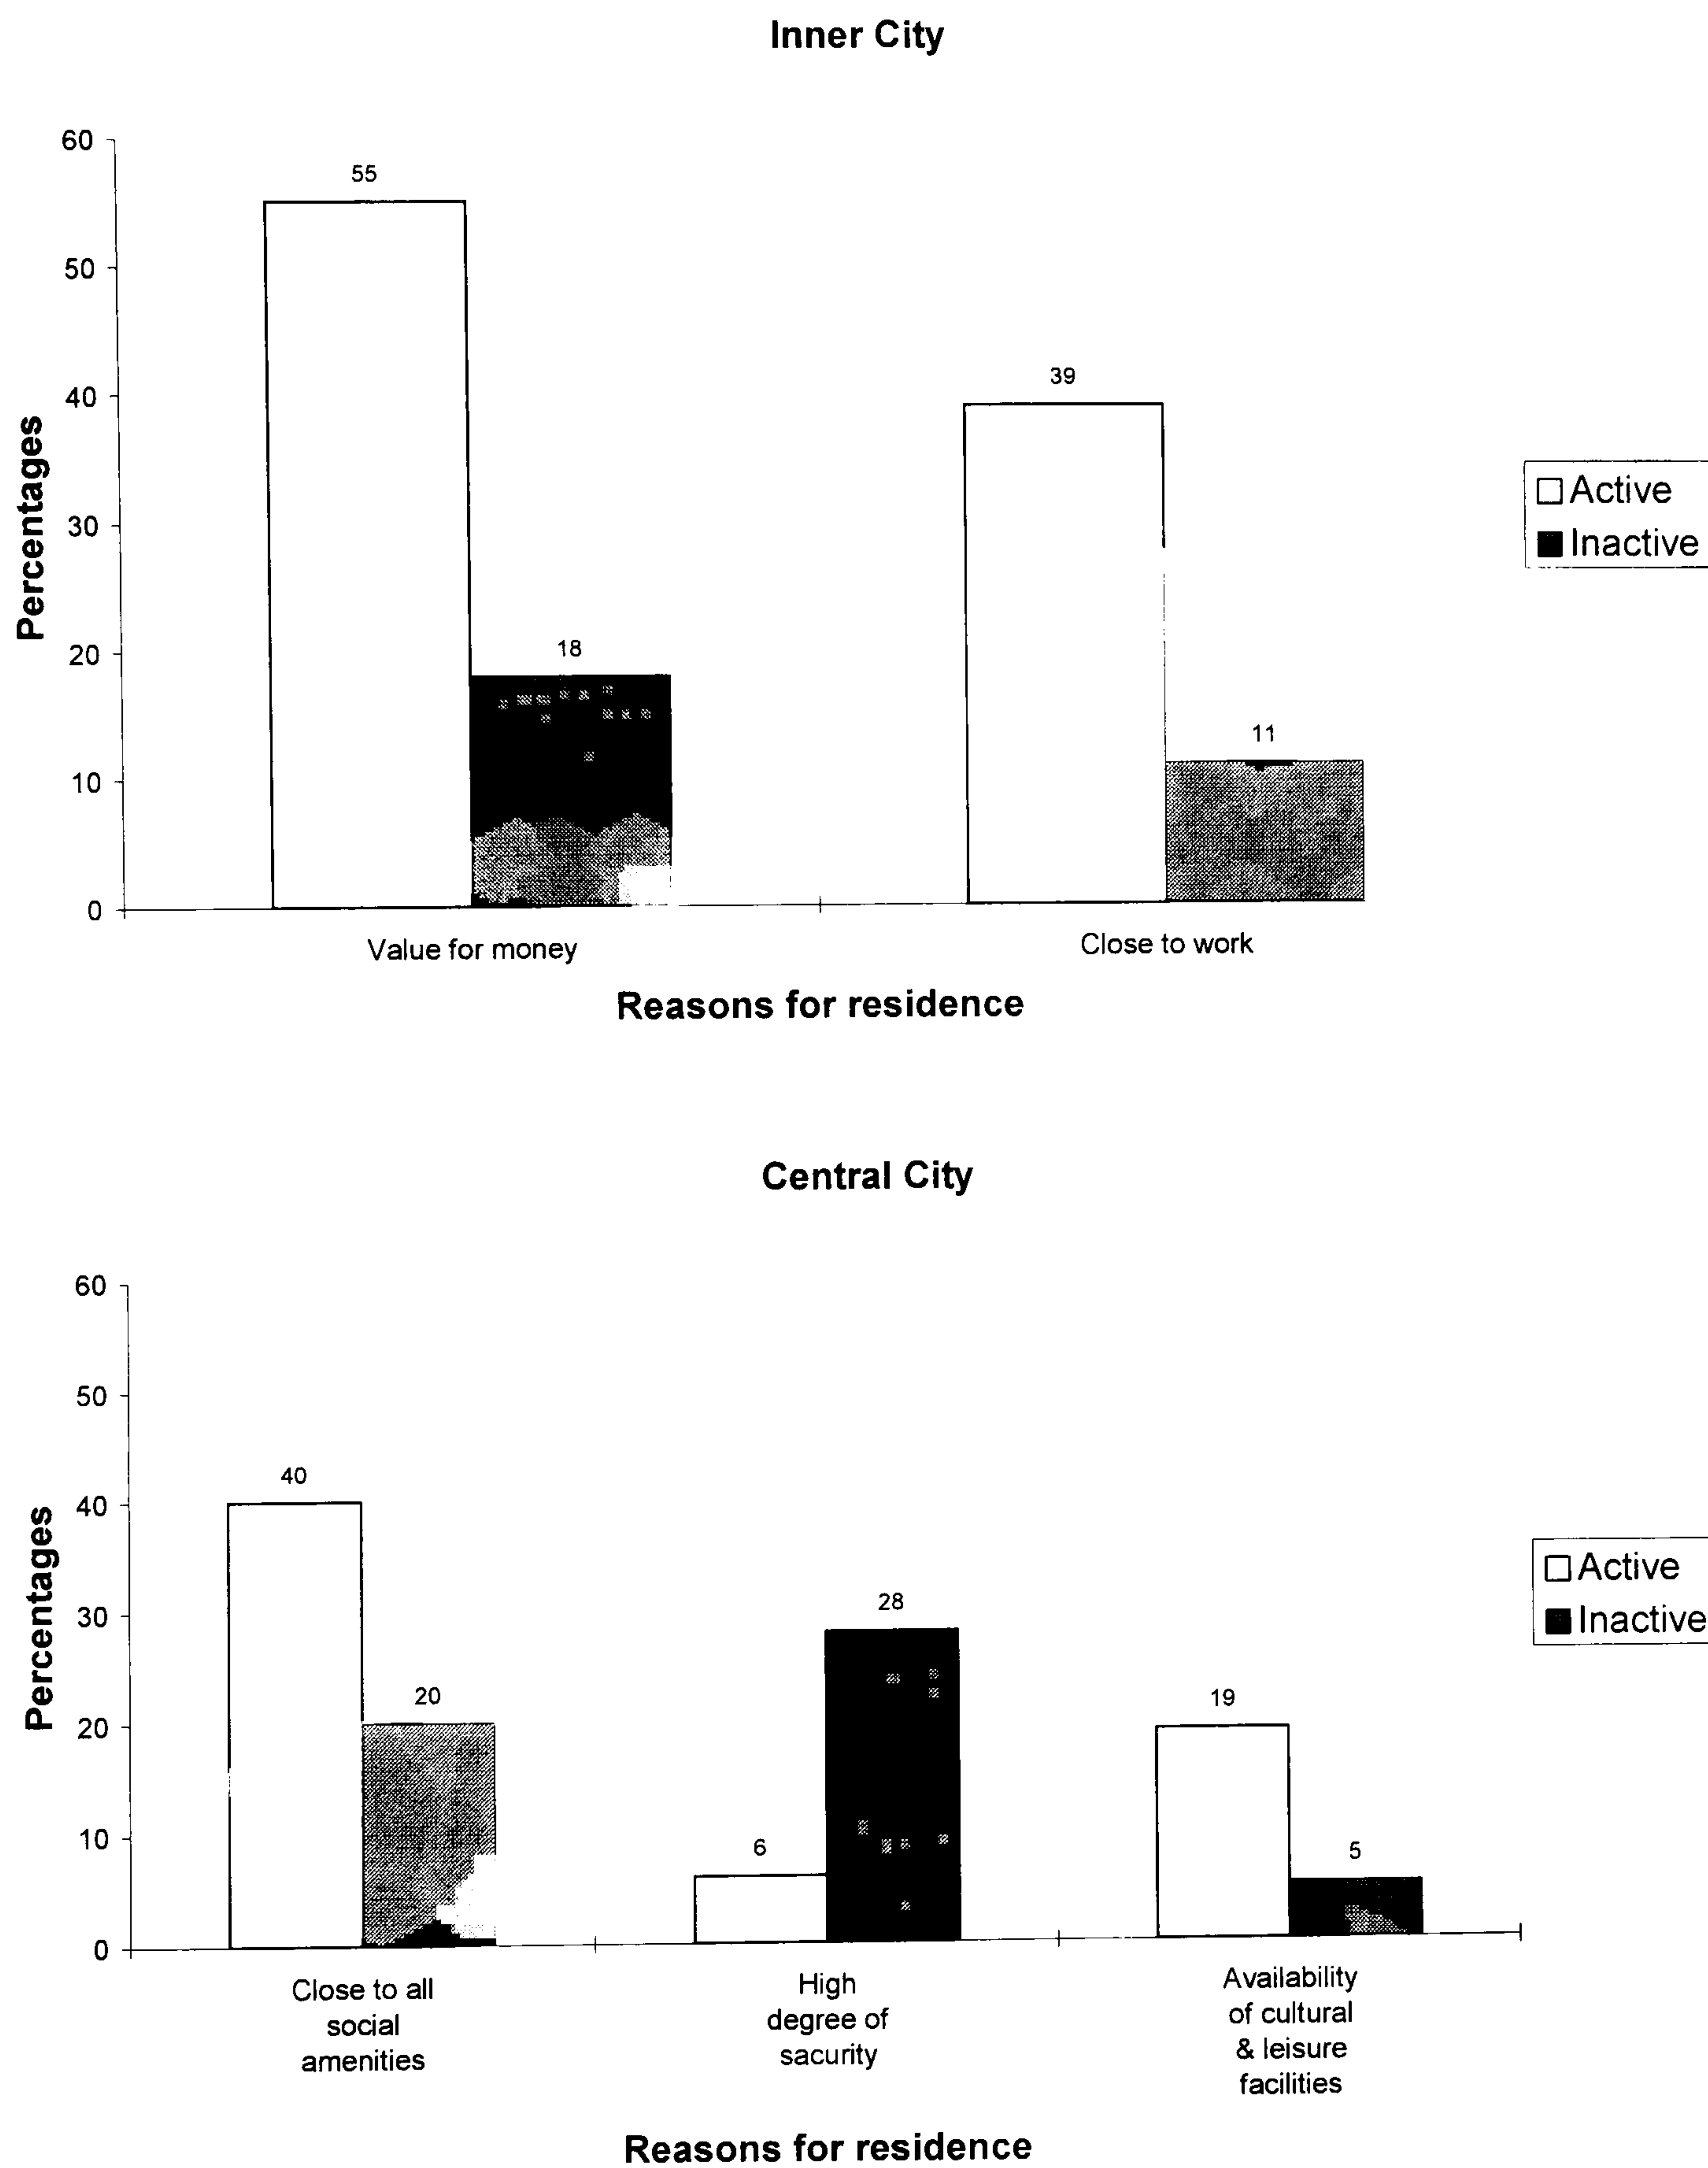 Inner City
60
55
50
40
39
30
20
18
10
11
0
Percentages
Active
Inactive
Value for money
Close to work
Reasons for residence
Central City
60
50
40
40
30
28
20
20
19
10
6
5
0
Percentages
Active
Inactive
Close to all
social
amenities
High
degree of
sacurity
Availability
of cultural
& leisure
facilities
Reasons for residence